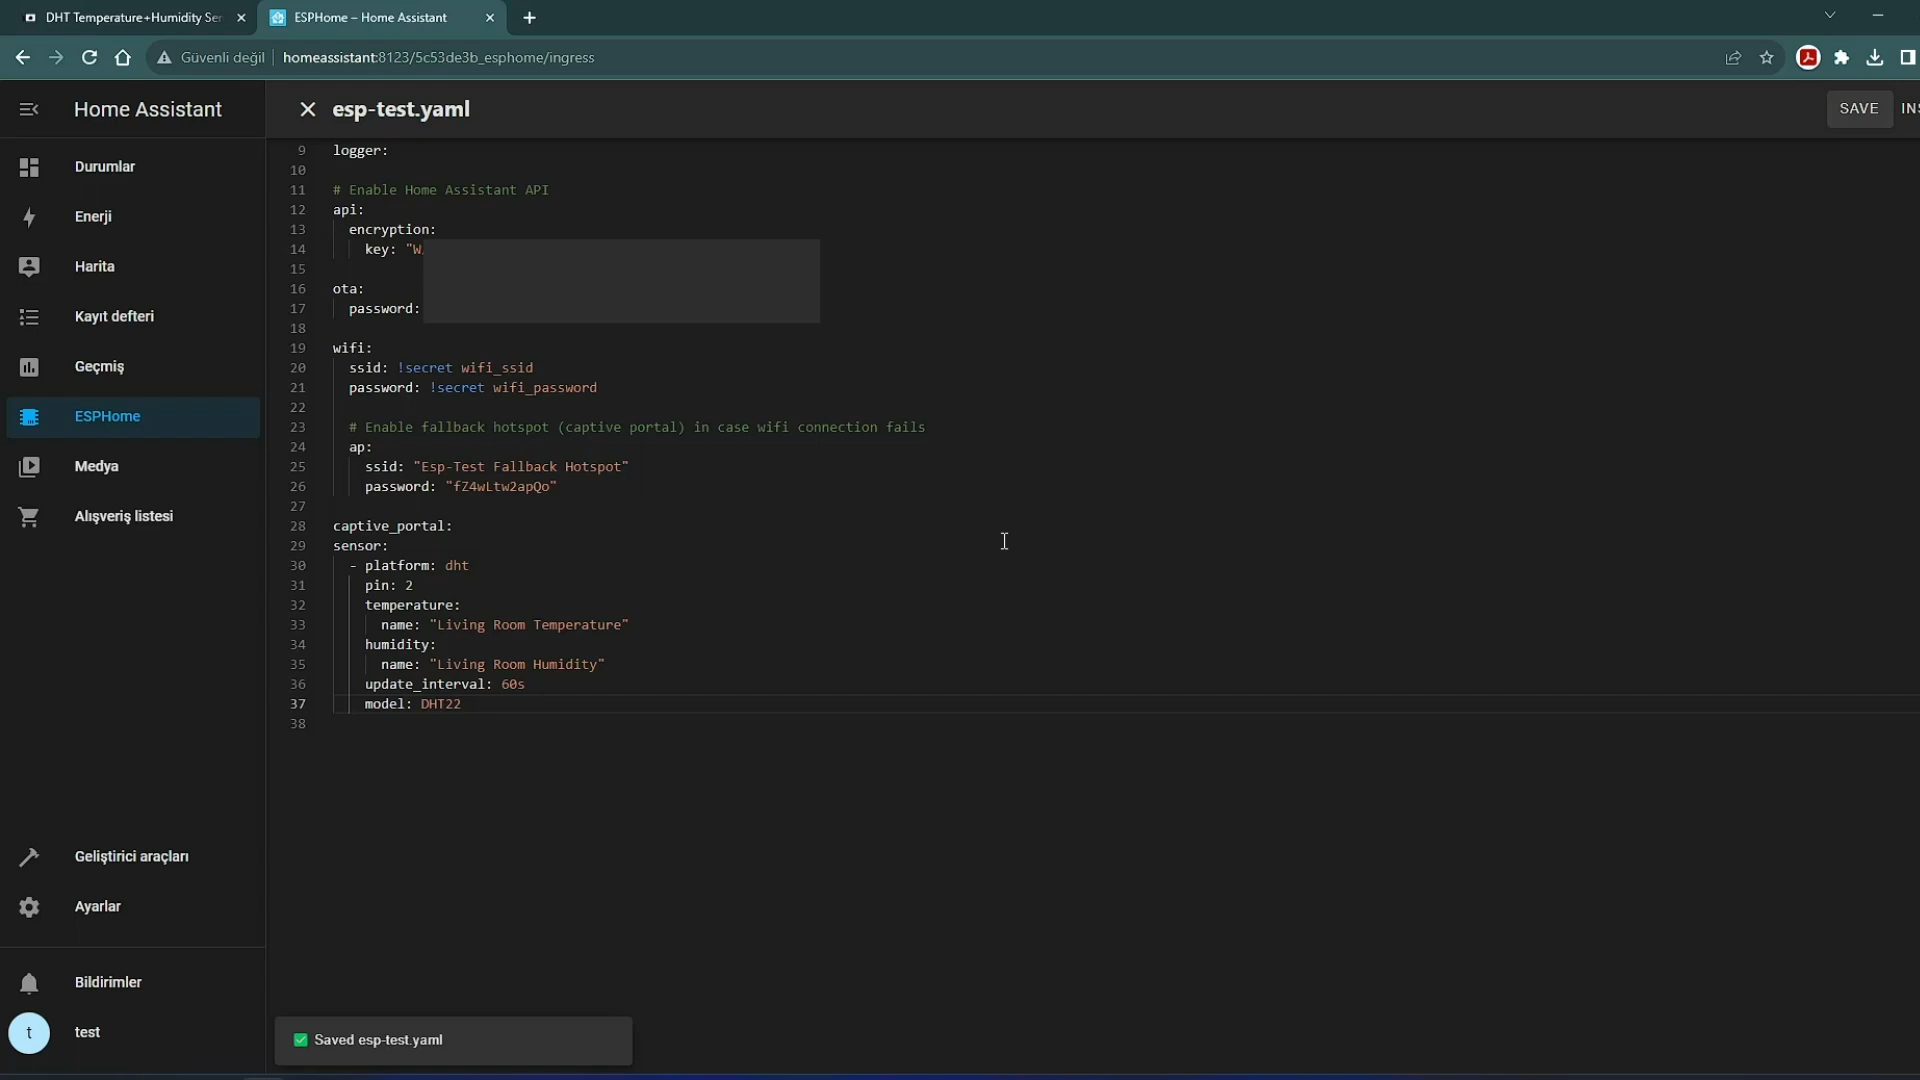 DHT Temperature+Humidity Se
ESPHome – Home Assistant
Güvenli değil
homeassistant:8123/5c53de3b_esphome/ingress
Home Assistant
esp-test.yaml
SAVE
INS
Durumlar
Enerji
Harita
Kayıt defteri
Geçmiş
ESPHome
Medya
Alışveriş listesi
Geliştirici araçları
Ayarlar
Bildirimler
t
test
9 logger:
10
11 # Enable Home Assistant API
12 api:
13 encryption:
14 key: "W
15
16 ota:
17 password:
18
19 wifi:
20 ssid: !secret wifi_ssid
21 password: !secret wifi_password
22
23 # Enable fallback hotspot (captive portal) in case wifi connection fails
24 ap:
25 ssid: "Esp-Test Fallback Hotspot"
26 password: "fZ4wLtw2apQo"
27
28 captive_portal:
29 sensor:
30 - platform: dht
31 pin: 2
32 temperature:
33 name: "Living Room Temperature"
34 humidity:
35 name: "Living Room Humidity"
36 update_interval: 60s
37 model: DHT22
38
Saved esp-test.yaml